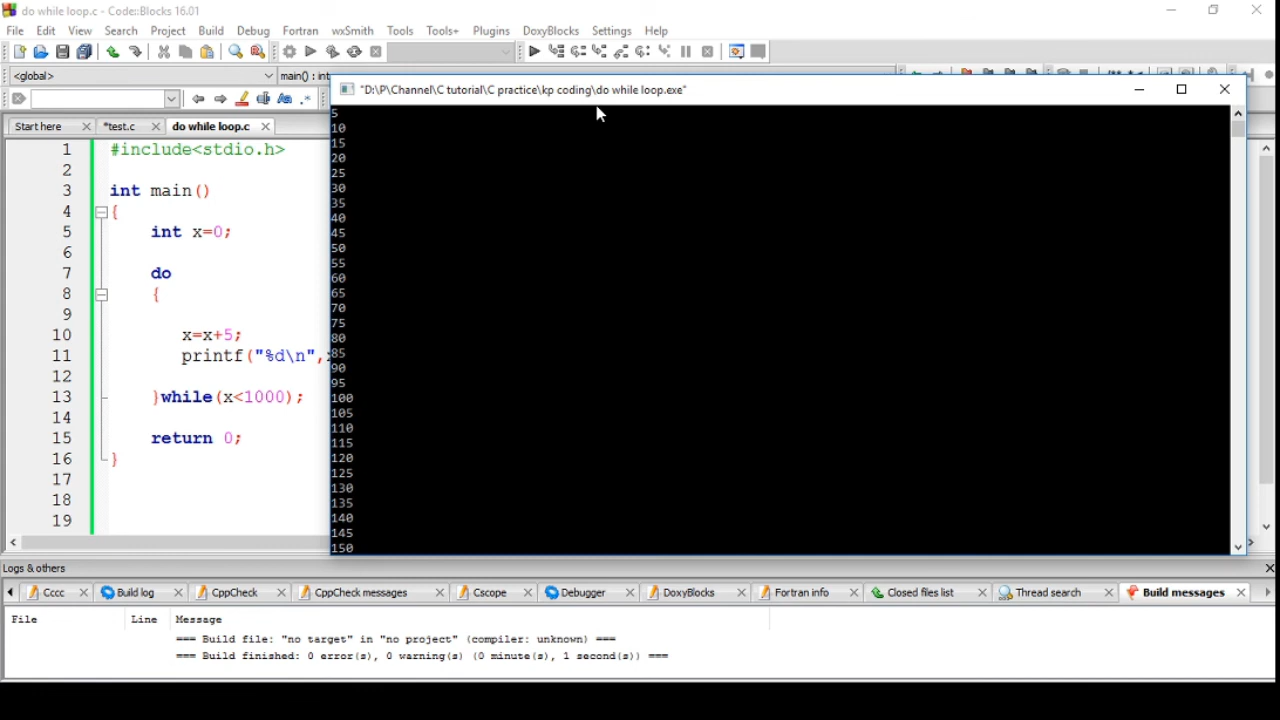 do while loop.c - Code::Blocks 16.01
File Edit View Search Project Build Debug Fortran wxSmith Tools Tools+ Plugins DoxyBlocks Settings Help
<global> main() : int
"D:\P\Channel\C tutorial\C practice\kp coding\do while loop.exe"
Start here *test.c do while loop.c
1 #include<stdio.h>
2
3 int main()
4 {
5 int x=0;
6
7 do
8 {
9
10 x=x+5;
11 printf("%d\n",
12
13 }while(x<1000);
14
15 return 0;
16 }
17
18
19
5
10
15
20
25
30
35
40
45
50
55
60
65
70
75
80
85
90
95
100
105
110
115
120
125
130
135
140
145
150
Logs & others
Cccc Build log CppCheck CppCheck messages Cscope Debugger DoxyBlocks Fortran info Closed files list Thread search Build messages
File Line Message
=== Build file: "no target" in "no project" (compiler: unknown) ===
=== Build finished: 0 error(s), 0 warning(s) (0 minute(s), 1 second(s)) ===